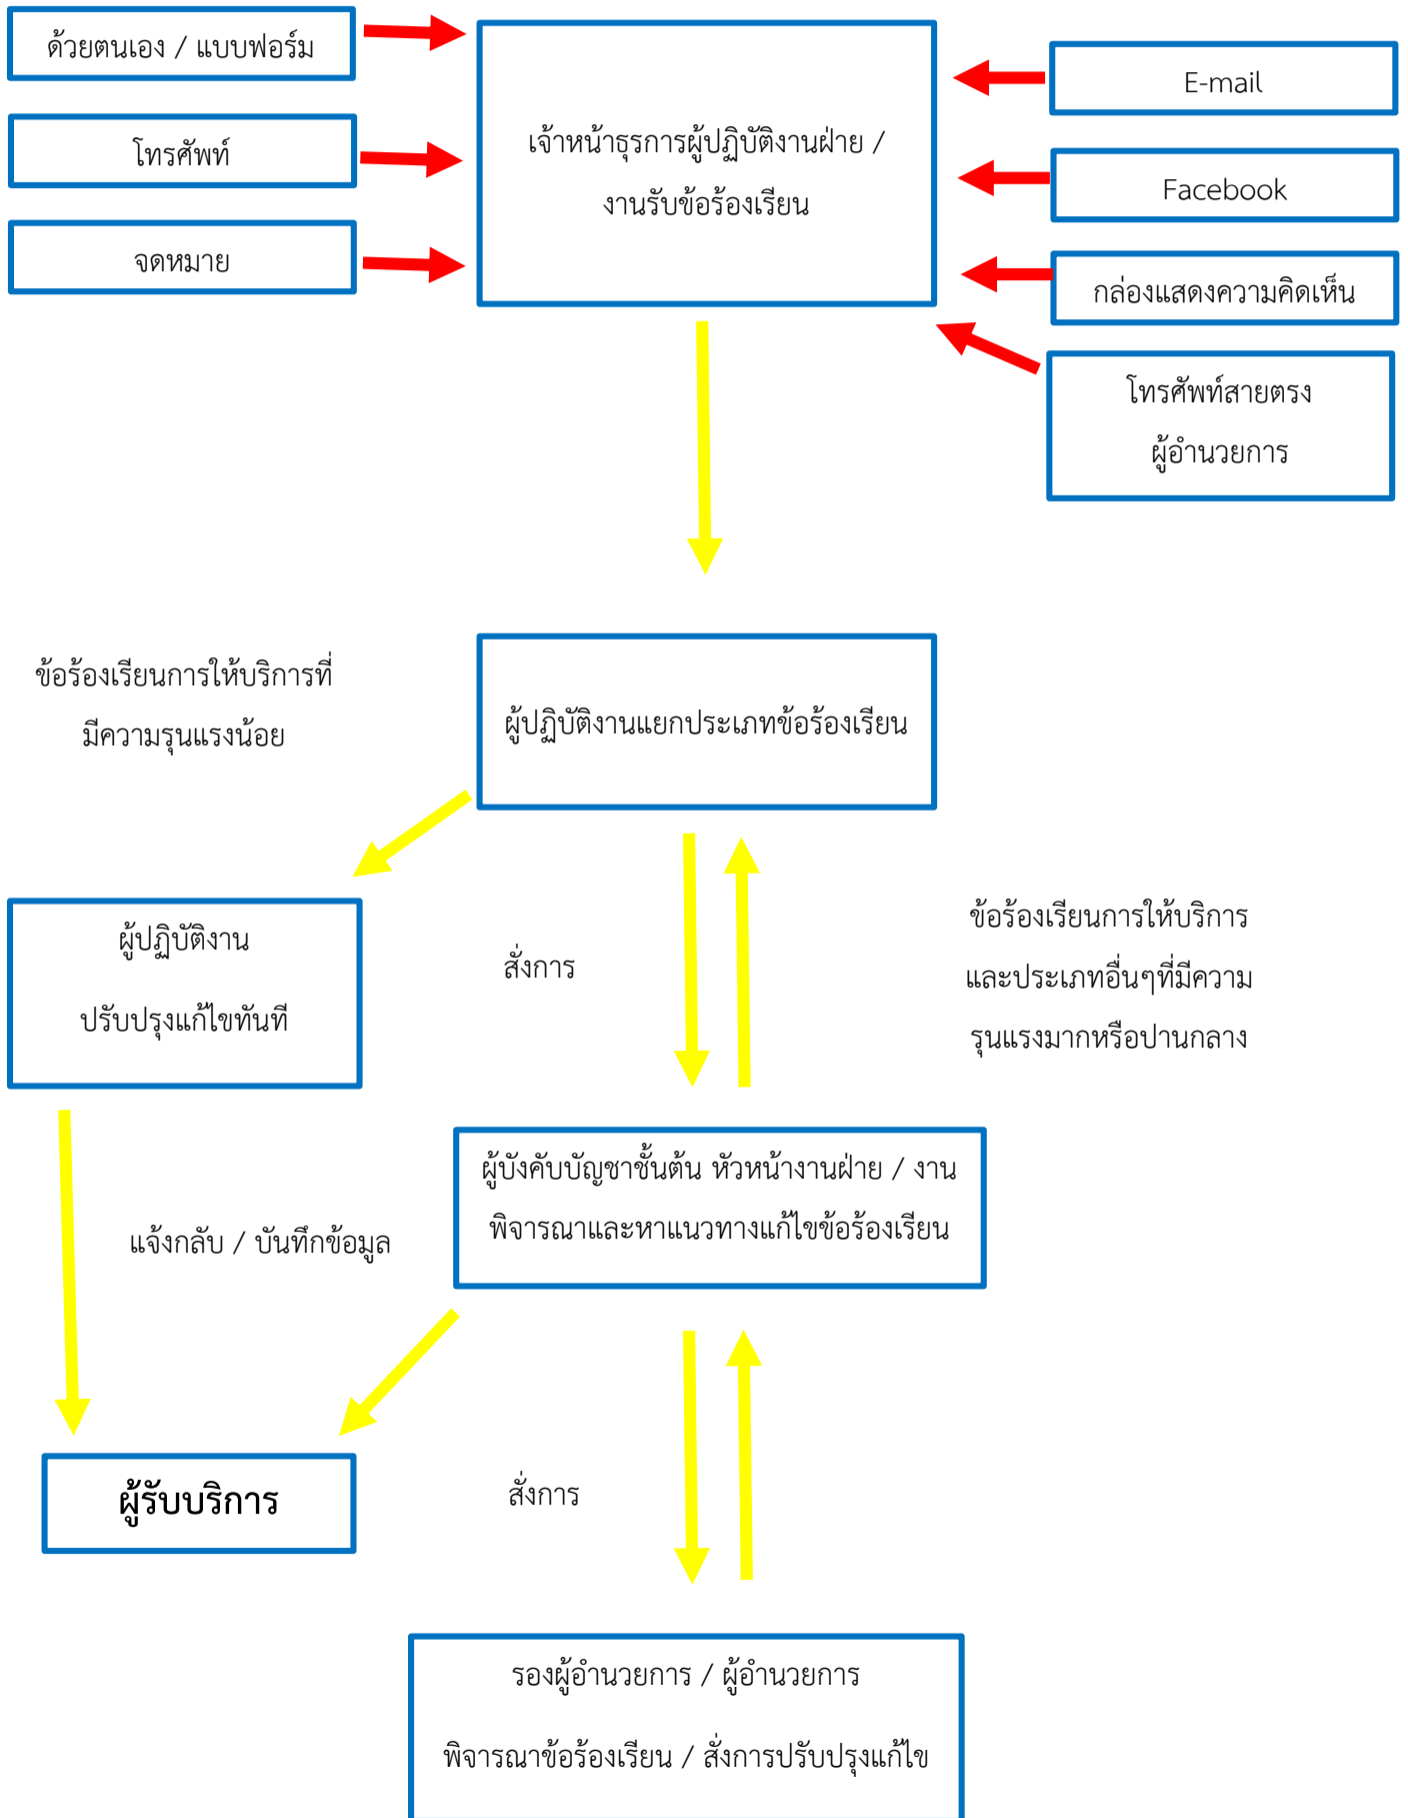 ด้วยตนเอง / แบบฟอร์ม
โทรศัพท์
จดหมาย
เจ้าหน้าธุรการผู้ปฏิบัติงานฝ่าย /
งานรับข้อร้องเรียน
E-mail
Facebook
กล่องแสดงความคิดเห็น
โทรศัพท์สายตรง
ผู้อำนวยการ
ข้อร้องเรียนการให้บริการที่
มีความรุนแรงน้อย
ผู้ปฏิบัติงานแยกประเภทข้อร้องเรียน
ผู้ปฏิบัติงาน
ปรับปรุงแก้ไขทันที
สั่งการ
ข้อร้องเรียนการให้บริการ
และประเภทอื่นๆที่มีความ
รุนแรงมากหรือปานกลาง
ผู้บังคับบัญชาชั้นต้น หัวหน้างานฝ่าย / งาน
พิจารณาและหาแนวทางแก้ไขข้อร้องเรียน
แจ้งกลับ / บันทึกข้อมูล
ผู้รับบริการ
สั่งการ
รองผู้อำนวยการ / ผู้อำนวยการ
พิจารณาข้อร้องเรียน / สั่งการปรับปรุงแก้ไข